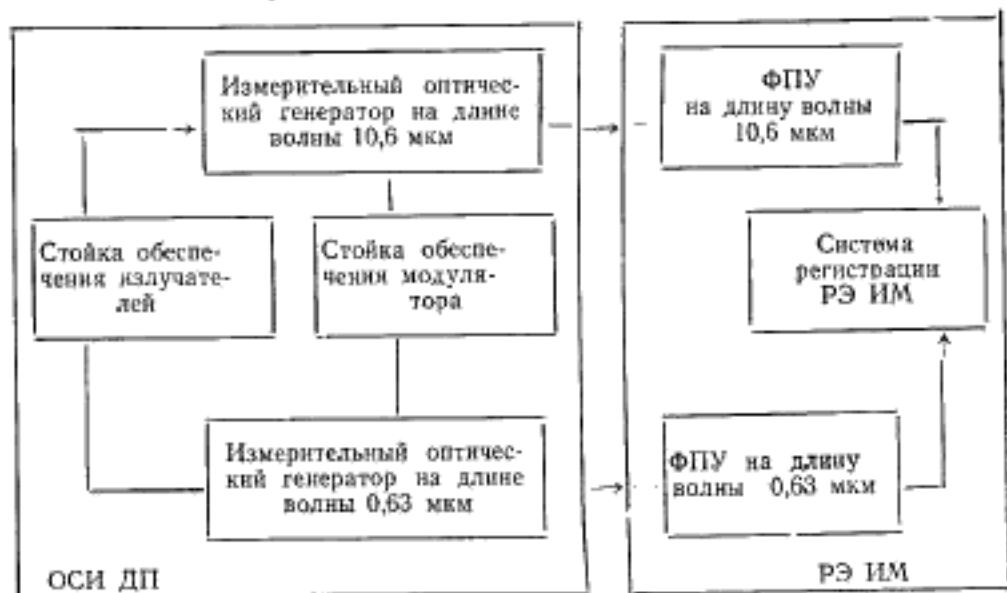 Измерительный оптичес-
кий генератор на длине
волны 10,6 мкм
ФПУ
на длину волны
10,6 мкм
Стойка обеспе-
чения излучате-
лей
Стойка обеспе-
чения модуля-
тора
Система
регистрации
РЭ ИМ
Измерительный оптичес-
кий генератор на длине
волны 0,63 мкм
ФПУ на длину
волны 0,63 мкм
ОСИ ДП
РЭ ИМ